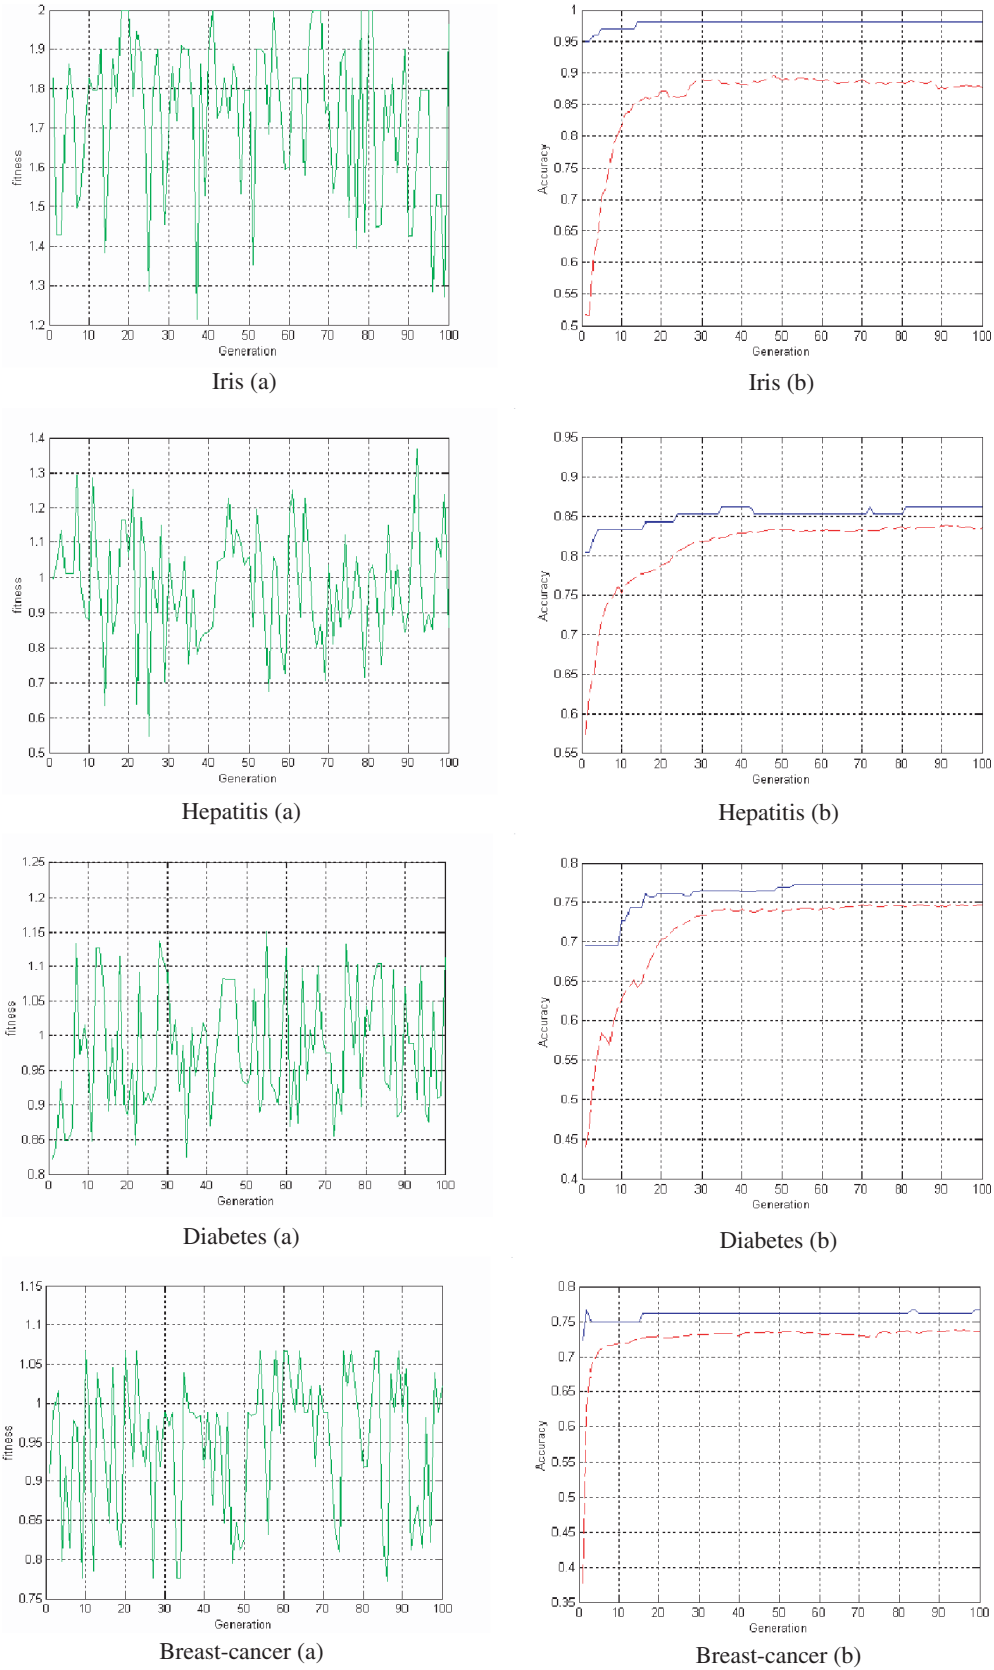 2
1.9
1.8
1.7
1.6
1.5
1.4
1.3
1.2
fitness
0 10 20 30 40 50 60 70 80 90 100
Generation
Iris (a)
1
0.95
0.9
0.85
0.8
0.75
0.7
0.65
0.6
0.55
0.5
Accuracy
0 10 20 30 40 50 60 70 80 90 100
Generation
Iris (b)
1.4
1.3
1.2
1.1
1
0.9
0.8
0.7
0.6
0.5
fitness
0 10 20 30 40 50 60 70 80 90 100
Generation
Hepatitis (a)
0.95
0.9
0.85
0.8
0.75
0.7
0.65
0.6
0.55
Accuracy
0 10 20 30 40 50 60 70 80 90 100
Generation
Hepatitis (b)
1.25
1.2
1.15
1.1
1.05
1
0.95
0.9
0.85
0.8
fitness
0 10 20 30 40 50 60 70 80 90 100
Generation
Diabetes (a)
0.8
0.75
0.7
0.65
0.6
0.55
0.5
0.45
0.4
Accuracy
0 10 20 30 40 50 60 70 80 90 100
Generation
Diabetes (b)
1.15
1.1
1.05
1
0.95
0.9
0.85
0.8
0.75
fitness
0 10 20 30 40 50 60 70 80 90 100
Generation
Breast-cancer (a)
0.8
0.75
0.7
0.65
0.6
0.55
0.5
0.45
0.4
0.35
Accuracy
0 10 20 30 40 50 60 70 80 90 100
Generation
Breast-cancer (b)